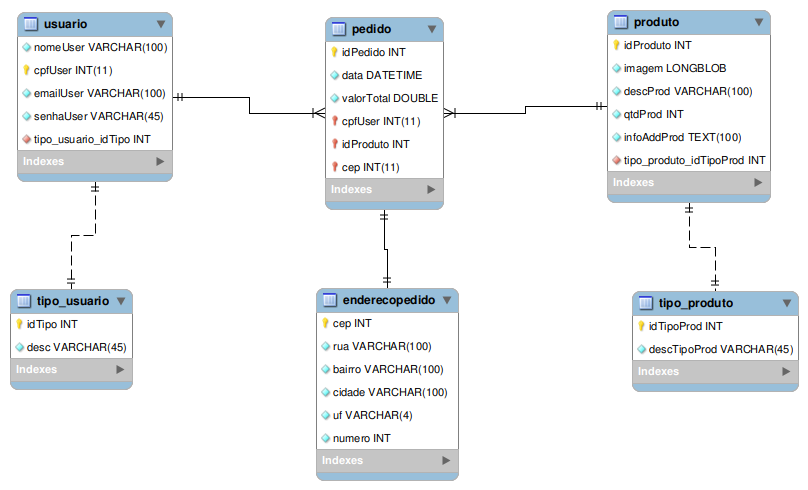 usuario
nomeUser VARCHAR(100)
cpfUser INT(11)
emailUser VARCHAR(100)
senhaUser VARCHAR(45)
tipo_usuario_idTipo INT
Indexes
pedido
idPedido INT
data DATETIME
valorTotal DOUBLE
cpfUser INT(11)
idProduto INT
cep INT(11)
Indexes
produto
idProduto INT
imagem LONGBLOB
descProd VARCHAR(100)
qtdProd INT
infoAddProd TEXT(100)
tipo_produto_idTipoProd INT
Indexes
tipo_usuario
idTipo INT
desc VARCHAR(45)
Indexes
enderecopedido
cep INT
rua VARCHAR(100)
bairro VARCHAR(100)
cidade VARCHAR(100)
uf VARCHAR(4)
numero INT
Indexes
tipo_produto
idTipoProd INT
descTipoProd VARCHAR(45)
Indexes